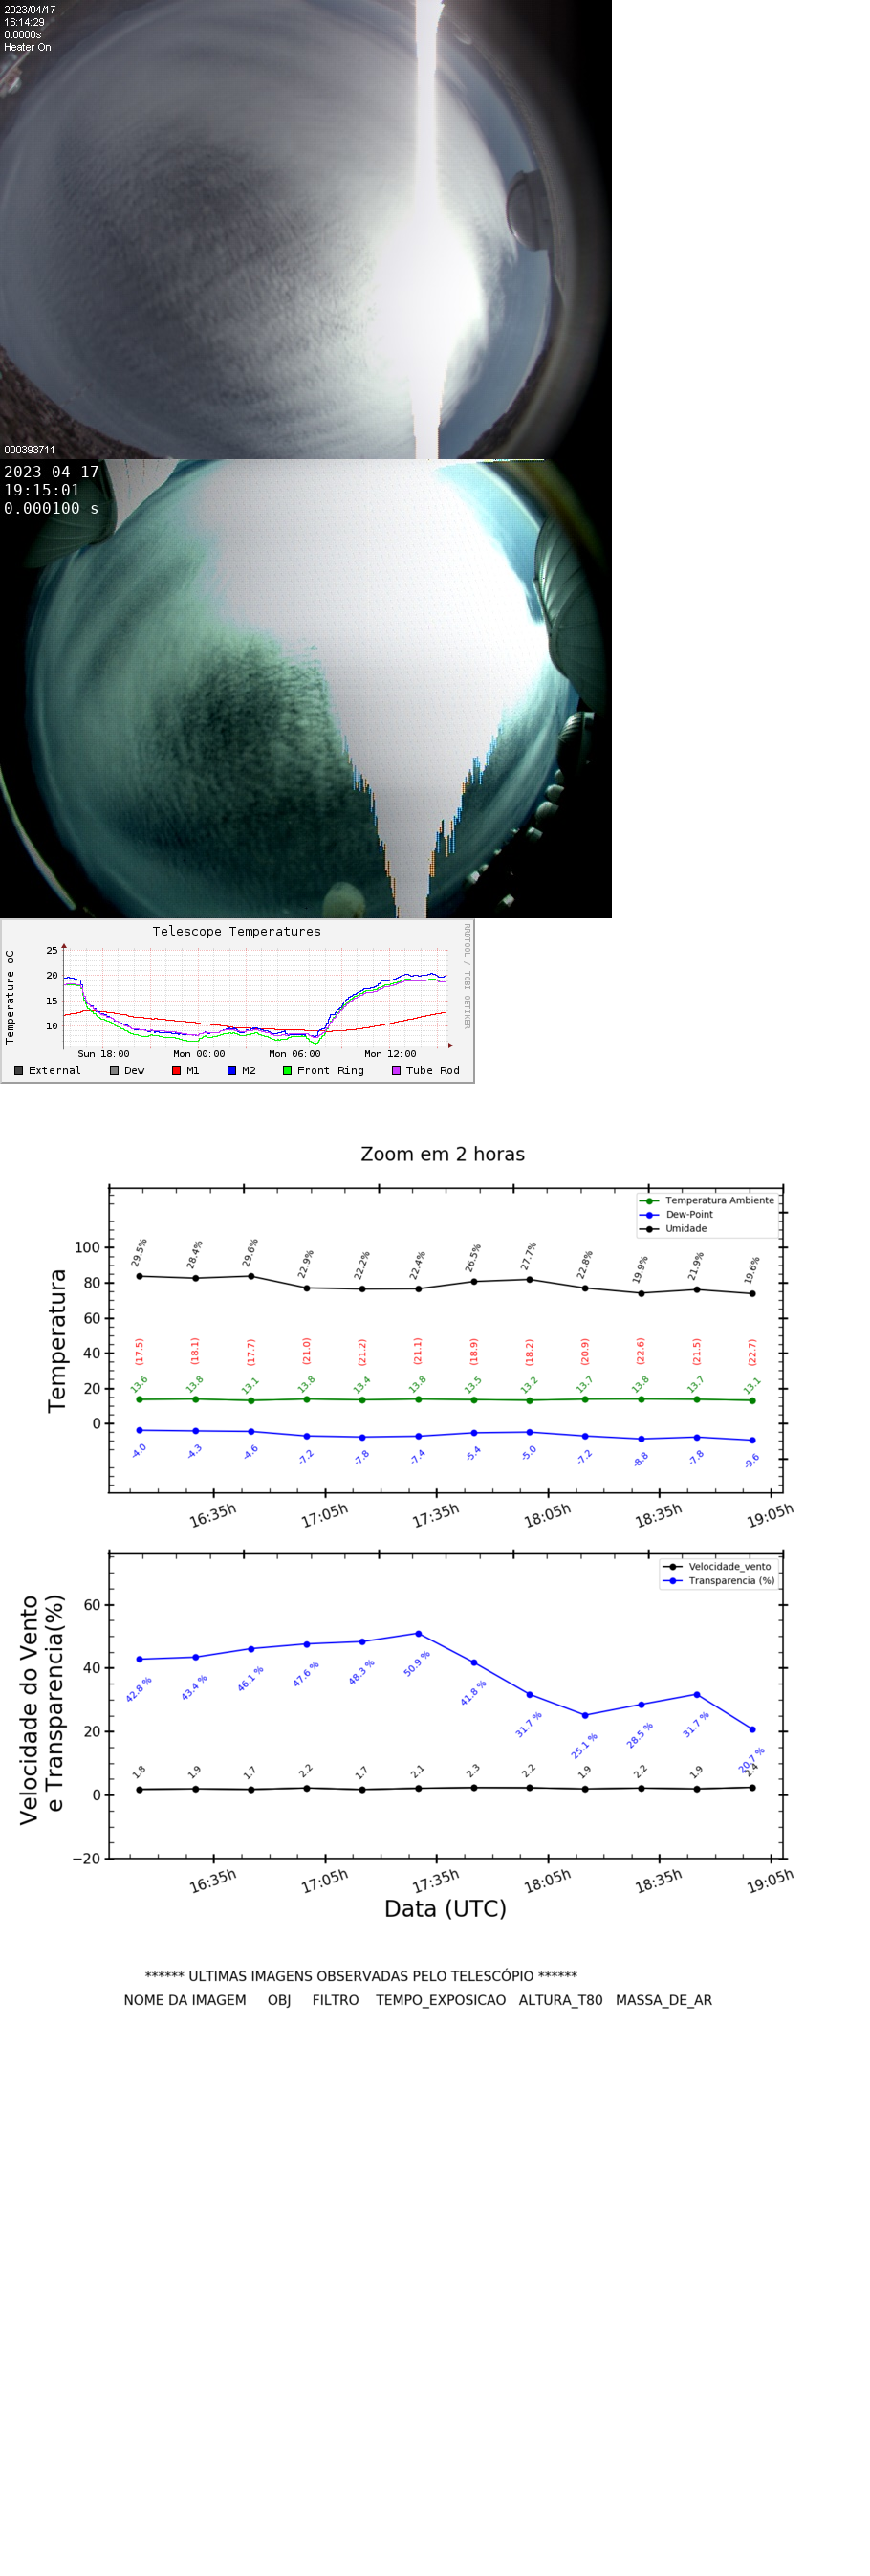 2023/04/17
16:14:29
0.0000s
Heater On
000393711
2023-04-17
19:15:01
0.000100 s
Telescope Temperatures
RRDTOOL / TOBI OETIKER
Temperature oC
25
20
15
10
Sun 18:00 Mon 00:00 Mon 06:00 Mon 12:00
External Dew M1 M2 Front Ring Tube Rod
Zoom em 2 horas
Temperatura Ambiente
Dew-Point
Umidade
Temperatura
100
80
60
40
20
0
29.5% 28.4% 29.6% 22.9% 22.2% 22.4% 26.5% 27.7% 22.8% 19.9% 21.9% 19.6%
(17.5) (18.1) (17.7) (21.0) (21.2) (21.1) (18.9) (18.2) (20.9) (22.6) (21.5) (22.7)
13.6 13.8 13.1 13.8 13.4 13.8 13.5 13.2 13.7 13.8 13.7 13.1
-4.0 -4.3 -4.6 -7.2 -7.8 -7.4 -5.4 -5.0 -7.2 -8.8 -7.8 -9.6
16:35h 17:05h 17:35h 18:05h 18:35h 19:05h
Velocidade_vento
Transparencia (%)
Velocidade do Vento
e Transparencia(%)
60
40
20
0
−20
42.8 % 43.4 % 46.1 % 47.6 % 48.3 % 50.9 % 41.8 % 31.7 % 25.1 % 28.5 % 31.7 % 20.7 %
1.8 1.9 1.7 2.2 1.7 2.1 2.3 2.2 1.9 2.2 1.9 2.4
16:35h 17:05h 17:35h 18:05h 18:35h 19:05h
Data (UTC)
****** ULTIMAS IMAGENS OBSERVADAS PELO TELESCÓPIO ******
NOME DA IMAGEM OBJ FILTRO TEMPO_EXPOSICAO ALTURA_T80 MASSA_DE_AR